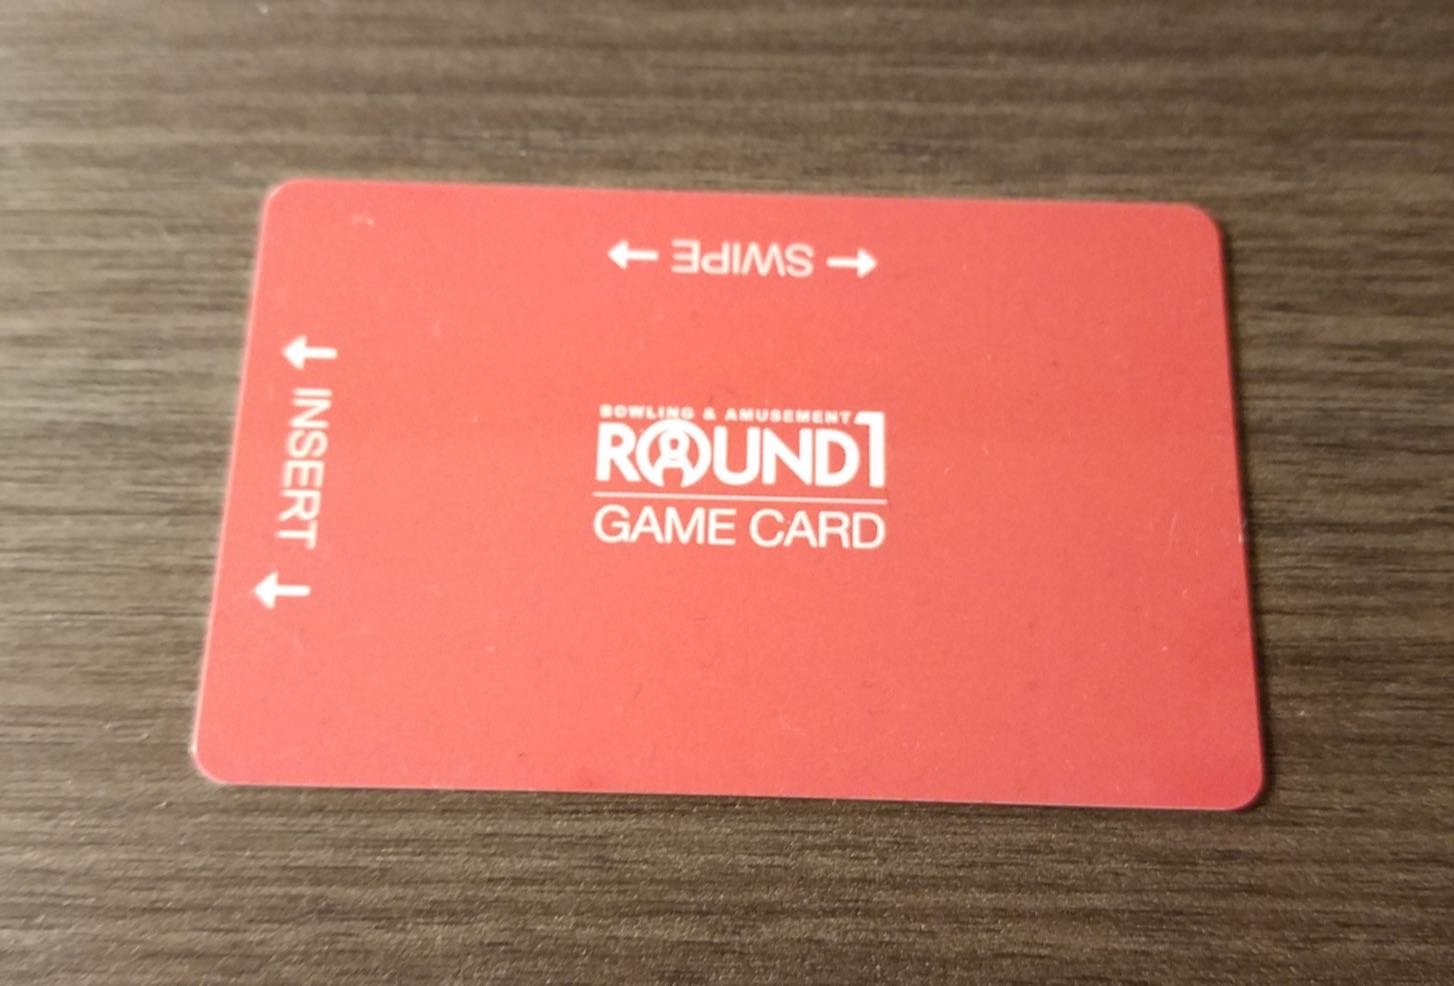 ← SWIPE →
← INSERT ←
BOWLING & AMUSEMENT
ROUND1
GAME CARD